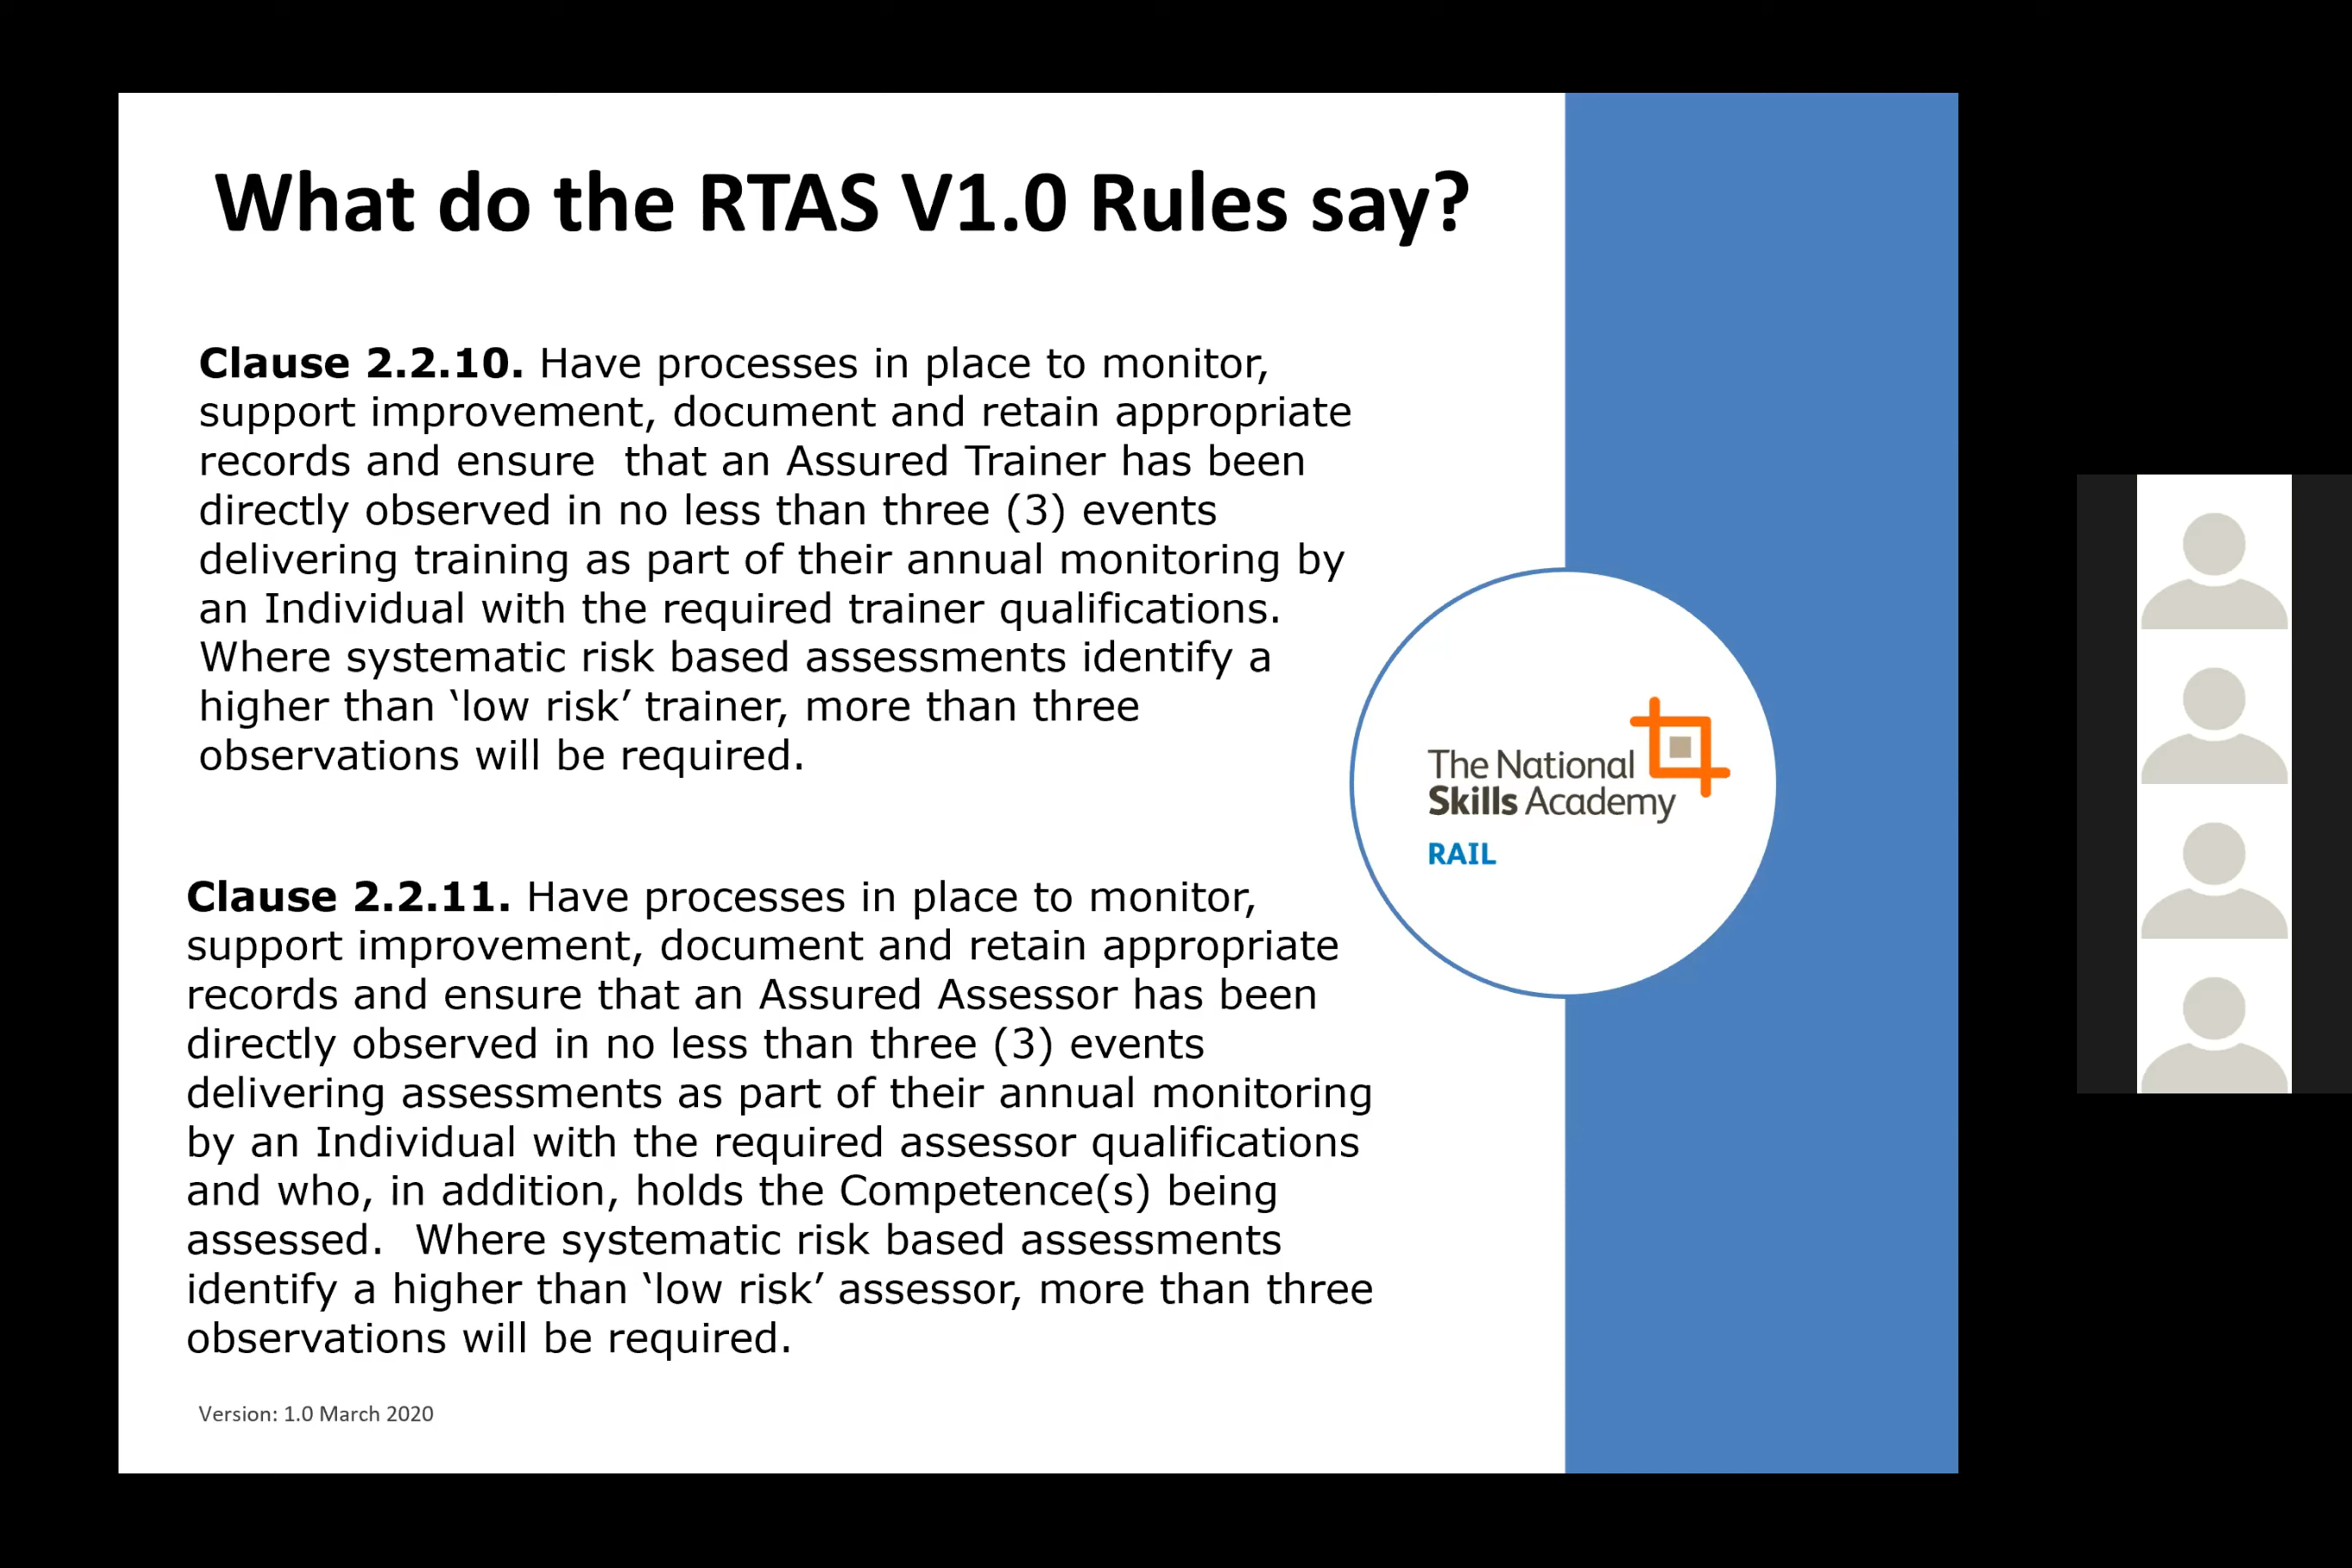 What do the RTAS V1.0 Rules say?
Clause 2.2.10. Have processes in place to monitor,
support improvement, document and retain appropriate
records and ensure  that an Assured Trainer has been
directly observed in no less than three (3) events
delivering training as part of their annual monitoring by
an Individual with the required trainer qualifications.
Where systematic risk based assessments identify a
higher than ‘low risk’ trainer, more than three
observations will be required.
The National
Skills Academy
RAIL
Clause 2.2.11. Have processes in place to monitor,
support improvement, document and retain appropriate
records and ensure that an Assured Assessor has been
directly observed in no less than three (3) events
delivering assessments as part of their annual monitoring
by an Individual with the required assessor qualifications
and who, in addition, holds the Competence(s) being
assessed.  Where systematic risk based assessments
identify a higher than ‘low risk’ assessor, more than three
observations will be required.
Version: 1.0 March 2020